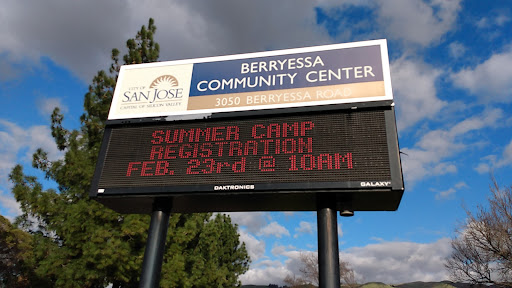 CITY OF
SAN JOSE
CAPITAL OF SILICON VALLEY
BERRYESSA
COMMUNITY CENTER
3050 BERRYESSA ROAD
SUMMER CAMP
REGISTRATION
FEB. 23rd @ 10AM
DAKTRONICS
GALAXY